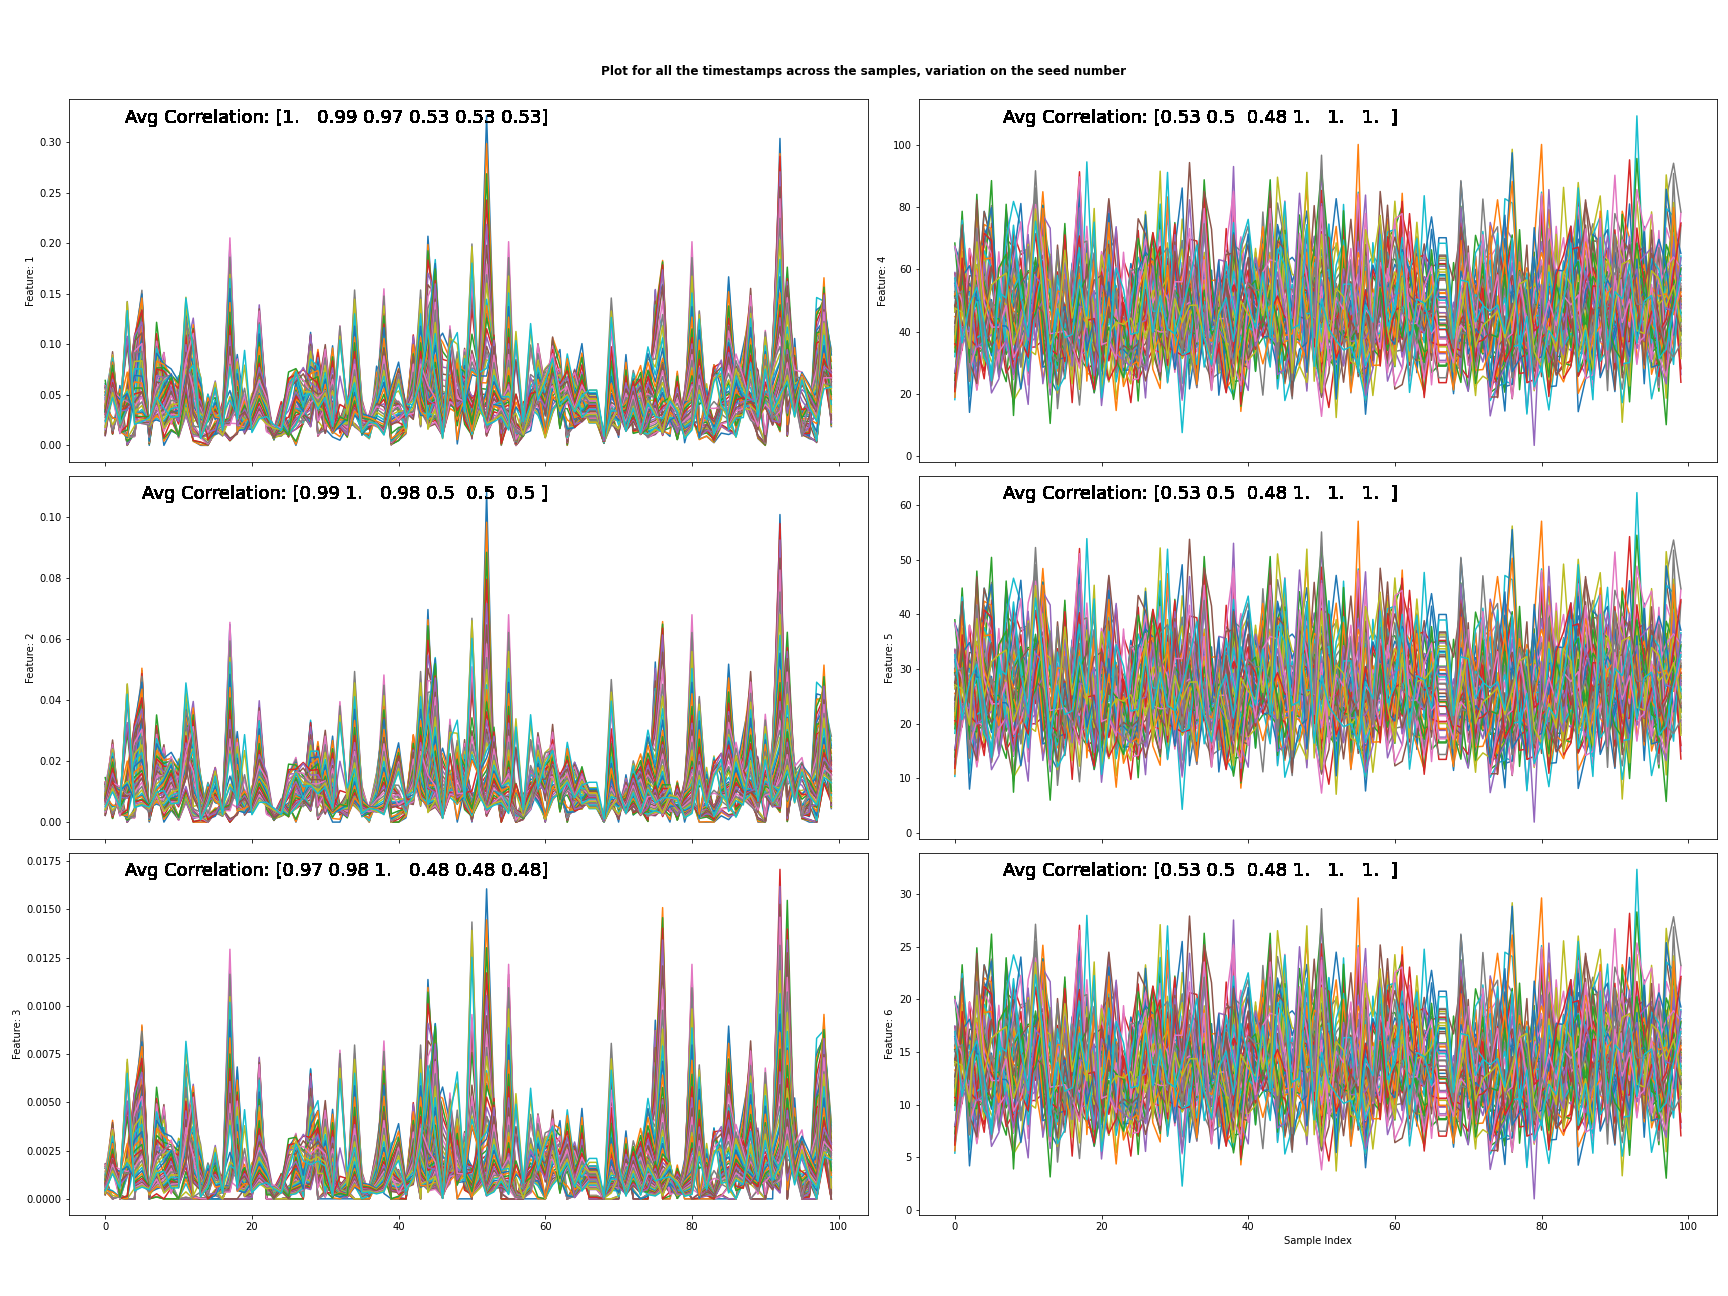 Plot for all the timestamps across the samples, variation on the seed number
Avg Correlation: [1.   0.99 0.97 0.53 0.53 0.53]
0.30
0.25
0.20
0.15
0.10
0.05
0.00
Feature: 1
Avg Correlation: [0.53 0.5  0.48 1.   1.   1.  ]
100
80
60
40
20
0
Feature: 4
Avg Correlation: [0.99 1.   0.98 0.5  0.5  0.5 ]
0.10
0.08
0.06
0.04
0.02
0.00
Feature: 2
Avg Correlation: [0.53 0.5  0.48 1.   1.   1.  ]
60
50
40
30
20
10
0
Feature: 5
Avg Correlation: [0.97 0.98 1.   0.48 0.48 0.48]
0.0175
0.0150
0.0125
0.0100
0.0075
0.0050
0.0025
0.0000
Feature: 3
0 20 40 60 80 100
Avg Correlation: [0.53 0.5  0.48 1.   1.   1.  ]
30
25
20
15
10
5
0
Feature: 6
0 20 40 60 80 100
Sample Index